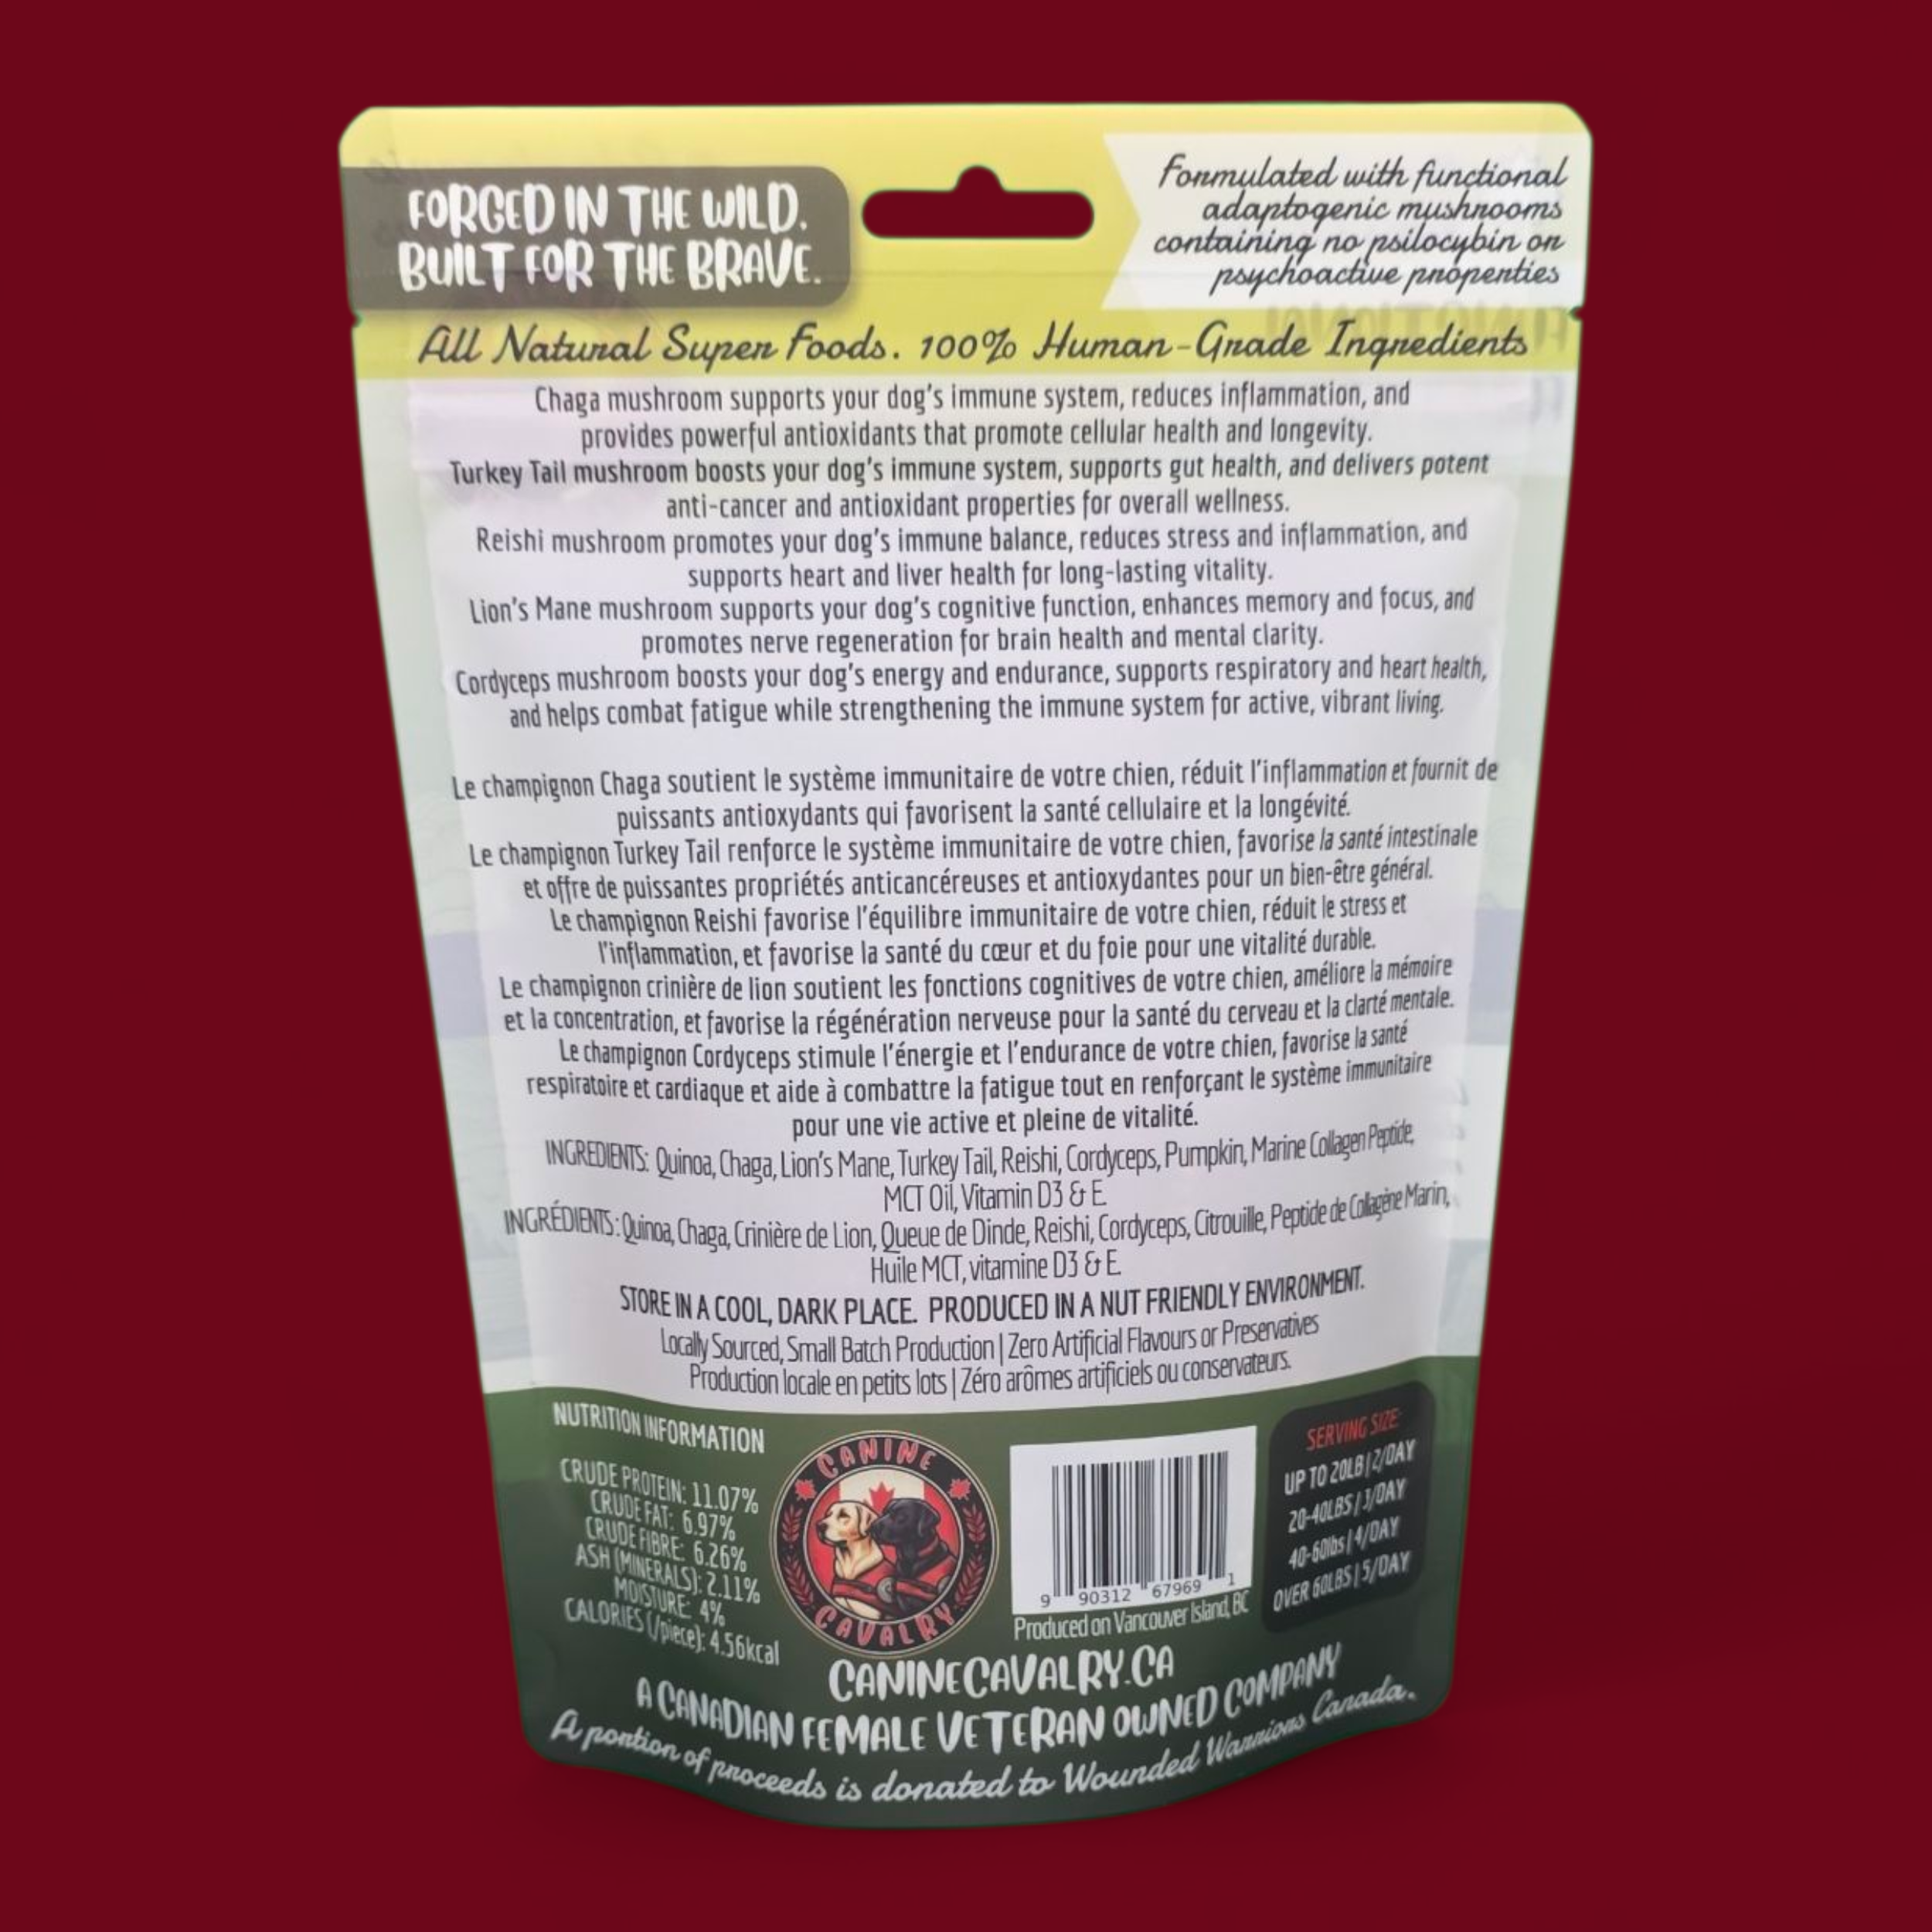 FORGED IN THE WILD.
BUILT FOR THE BRAVE.
Formulated with functional
adaptogenic mushrooms
containing no psilocybin or
psychoactive properties
All Natural Super Foods. 100% Human-Grade Ingredients
Chaga mushroom supports your dog's immune system, reduces inflammation, and
provides powerful antioxidants that promote cellular health and longevity.
Turkey Tail mushroom boosts your dog's immune system, supports gut health, and delivers potent
anti-cancer and antioxidant properties for overall wellness.
Reishi mushroom promotes your dog's immune balance, reduces stress and inflammation, and
supports heart and liver health for long-lasting vitality.
Lion's Mane mushroom supports your dog's cognitive function, enhances memory and focus, and
promotes nerve regeneration for brain health and mental clarity.
Cordyceps mushroom boosts your dog's energy and endurance, supports respiratory and heart health,
and helps combat fatigue while strengthening the immune system for active, vibrant living.
Le champignon Chaga soutient le système immunitaire de votre chien, réduit l'inflammation et fournit de
puissants antioxydants qui favorisent la santé cellulaire et la longévité.
Le champignon Turkey Tail renforce le système immunitaire de votre chien, favorise la santé intestinale
et offre de puissantes propriétés anticancéreuses et antioxydantes pour un bien-être général.
Le champignon Reishi favorise l'équilibre immunitaire de votre chien, réduit le stress et
l'inflammation, et favorise la santé du cœur et du foie pour une vitalité durable.
Le champignon crinière de lion soutient les fonctions cognitives de votre chien, améliore la mémoire
et la concentration, et favorise la régénération nerveuse pour la santé du cerveau et la clarté mentale.
Le champignon Cordyceps stimule l'énergie et l'endurance de votre chien, favorise la santé
respiratoire et cardiaque et aide à combattre la fatigue tout en renforçant le système immunitaire
pour une vie active et pleine de vitalité.
INGREDIENTS: Quinoa, Chaga, Lion's Mane, Turkey Tail, Reishi, Cordyceps, Pumpkin, Marine Collagen Peptide,
MCT Oil, Vitamin D3 & E
INGRÉDIENTS: Quinoa, Chaga, Crinière de Lion, Queue de Dinde, Reishi, Cordyceps, Citrouille, Peptide de Collagène Marin,
Huile MCT, vitamine D3 & E
STORE IN A COOL, DARK PLACE. PRODUCED IN A NUT FRIENDLY ENVIRONMENT.
Locally Sourced, Small Batch Production | Zero Artificial Flavours or Preservatives
Production locale en petits lots | Zéro arômes artificiels ou conservateurs.
NUTRITION INFORMATION
CRUDE PROTEIN: 11.07%
CRUDE FAT: 6.97%
CRUDE FIBRE: 6.26%
ASH (MINERALS): 2.11%
MOISTURE: 4%
CALORIES (/piece): 4.56kcal
CANINE
CAVALRY
9 90312 67969 1
Produced on Vancouver Island, BC
SERVING SIZE:
UP TO 20LB | 2/DAY
20-40LBS | 3/DAY
40-60lbs | 4/DAY
OVER 60LBS | 5/DAY
CANINECAVALRY.CA
A CANADIAN FEMALE VETERAN OWNED COMPANY
A portion of proceeds is donated to Wounded Warriors Canada.